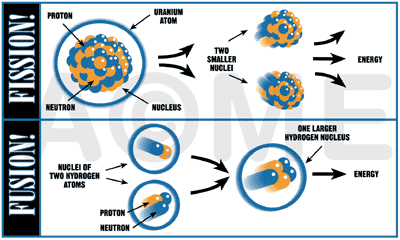 FISSION!
PROTON
URANIUM
ATOM
NEUTRON
NUCLEUS
TWO
SMALLER
NUCLEI
ENERGY
FUSION!
NUCLEI OF
TWO HYDROGEN
ATOMS
PROTON
NEUTRON
ONE LARGER
HYDROGEN NUCLEUS
ENERGY